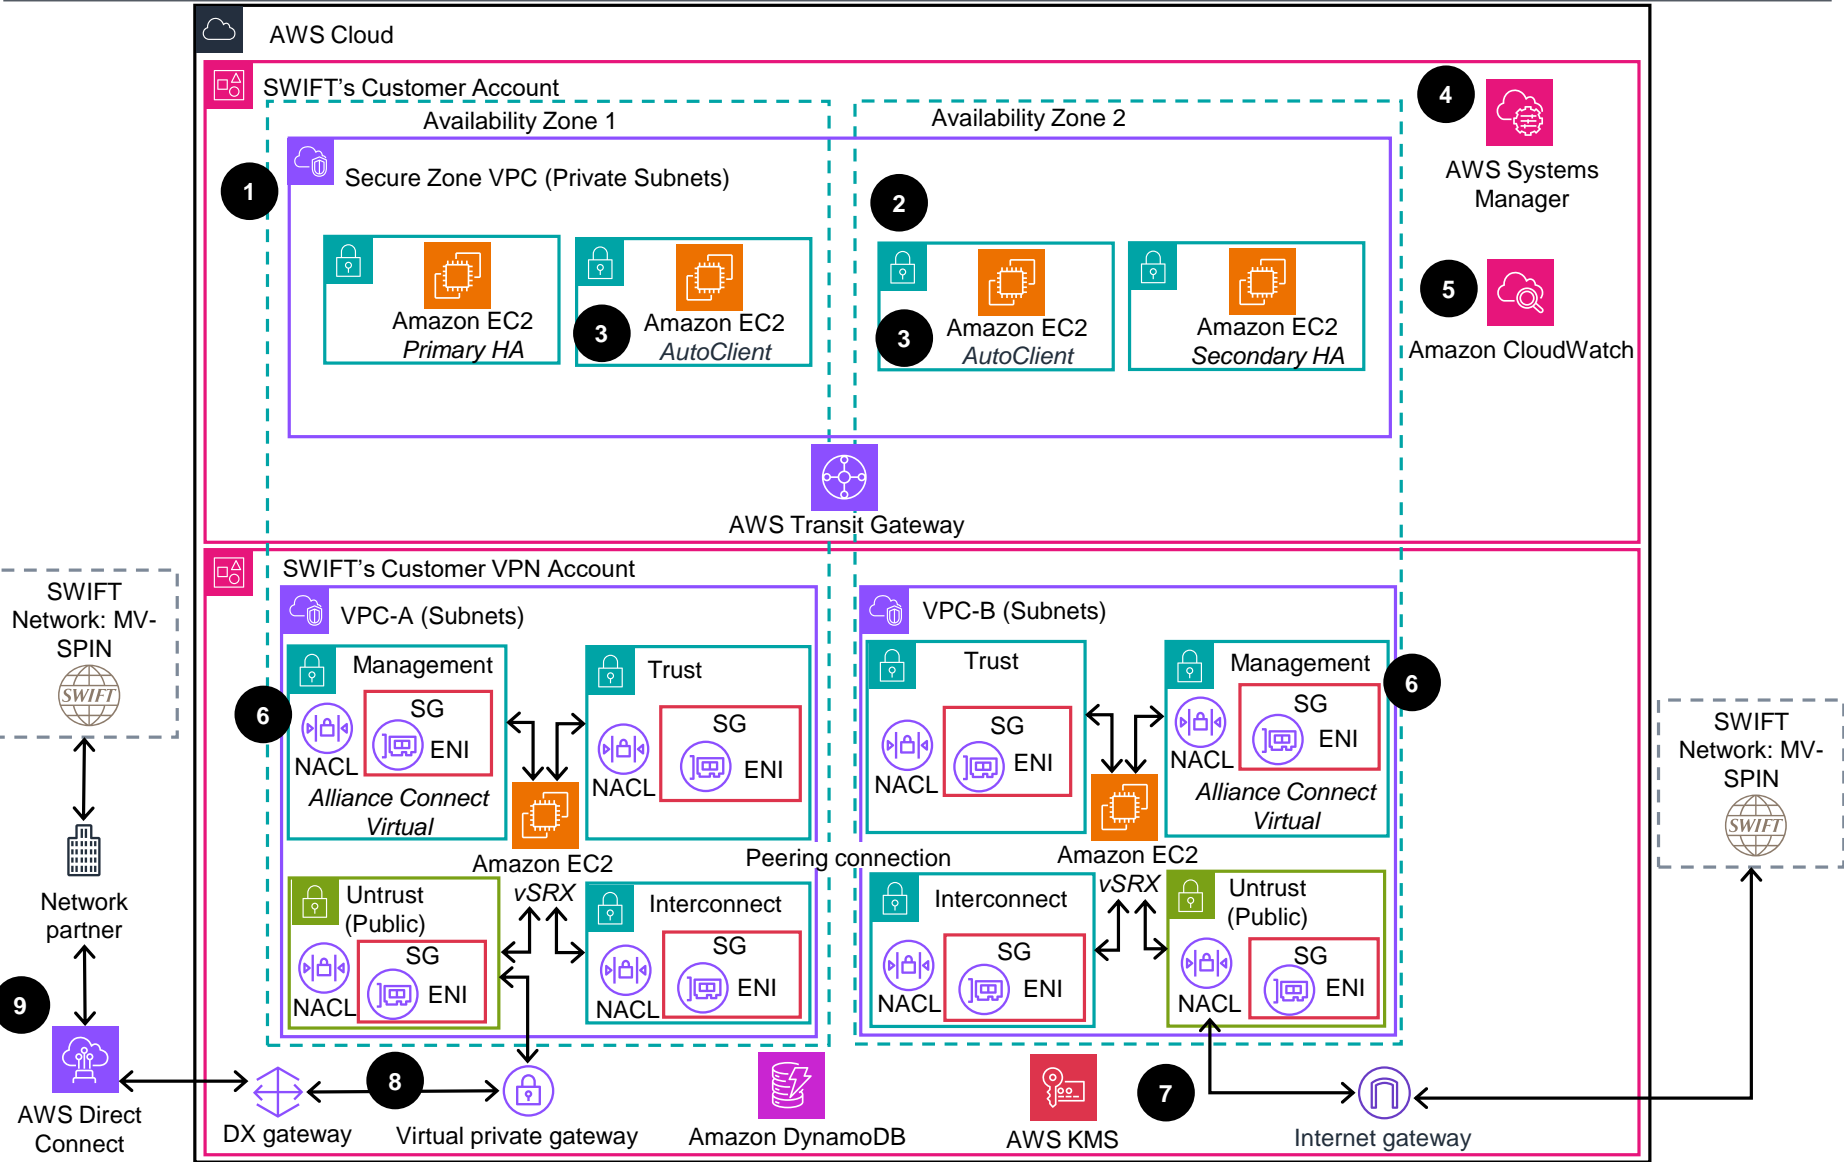 AWS Cloud
SWIFT's Customer Account
Availability Zone 1
Availability Zone 2
4
AWS Systems
Manager
1
Secure Zone VPC (Private Subnets)
2
Amazon EC2
Primary HA
3
Amazon EC2
AutoClient
3
Amazon EC2
AutoClient
Amazon EC2
Secondary HA
5
Amazon CloudWatch
AWS Transit Gateway
SWIFT's Customer VPN Account
SWIFT
Network: MV-
SPIN
SWIFT
Network
partner
9
AWS Direct
Connect
VPC-A (Subnets)
Management
6
SG
ENI
NACL
Alliance Connect
Virtual
Trust
SG
ENI
NACL
Amazon EC2
vSRX
Untrust
(Public)
SG
ENI
NACL
Interconnect
SG
ENI
NACL
Peering connection
VPC-B (Subnets)
Trust
SG
ENI
NACL
Management
6
SG
ENI
NACL
Alliance Connect
Virtual
Amazon EC2
vSRX
Interconnect
SG
ENI
NACL
Untrust
(Public)
SG
ENI
NACL
SWIFT
Network: MV-
SPIN
SWIFT
DX gateway
8
Virtual private gateway
Amazon DynamoDB
AWS KMS
7
Internet gateway